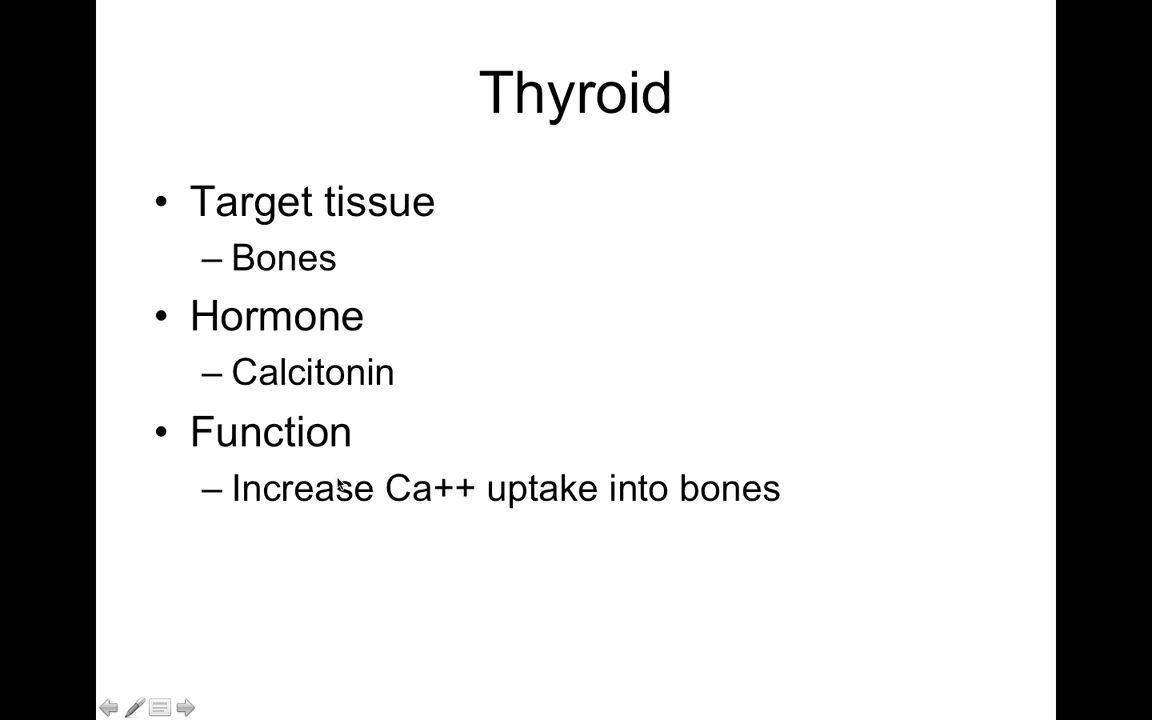 Thyroid
• Target tissue
– Bones
• Hormone
– Calcitonin
• Function
– Increase Ca++ uptake into bones